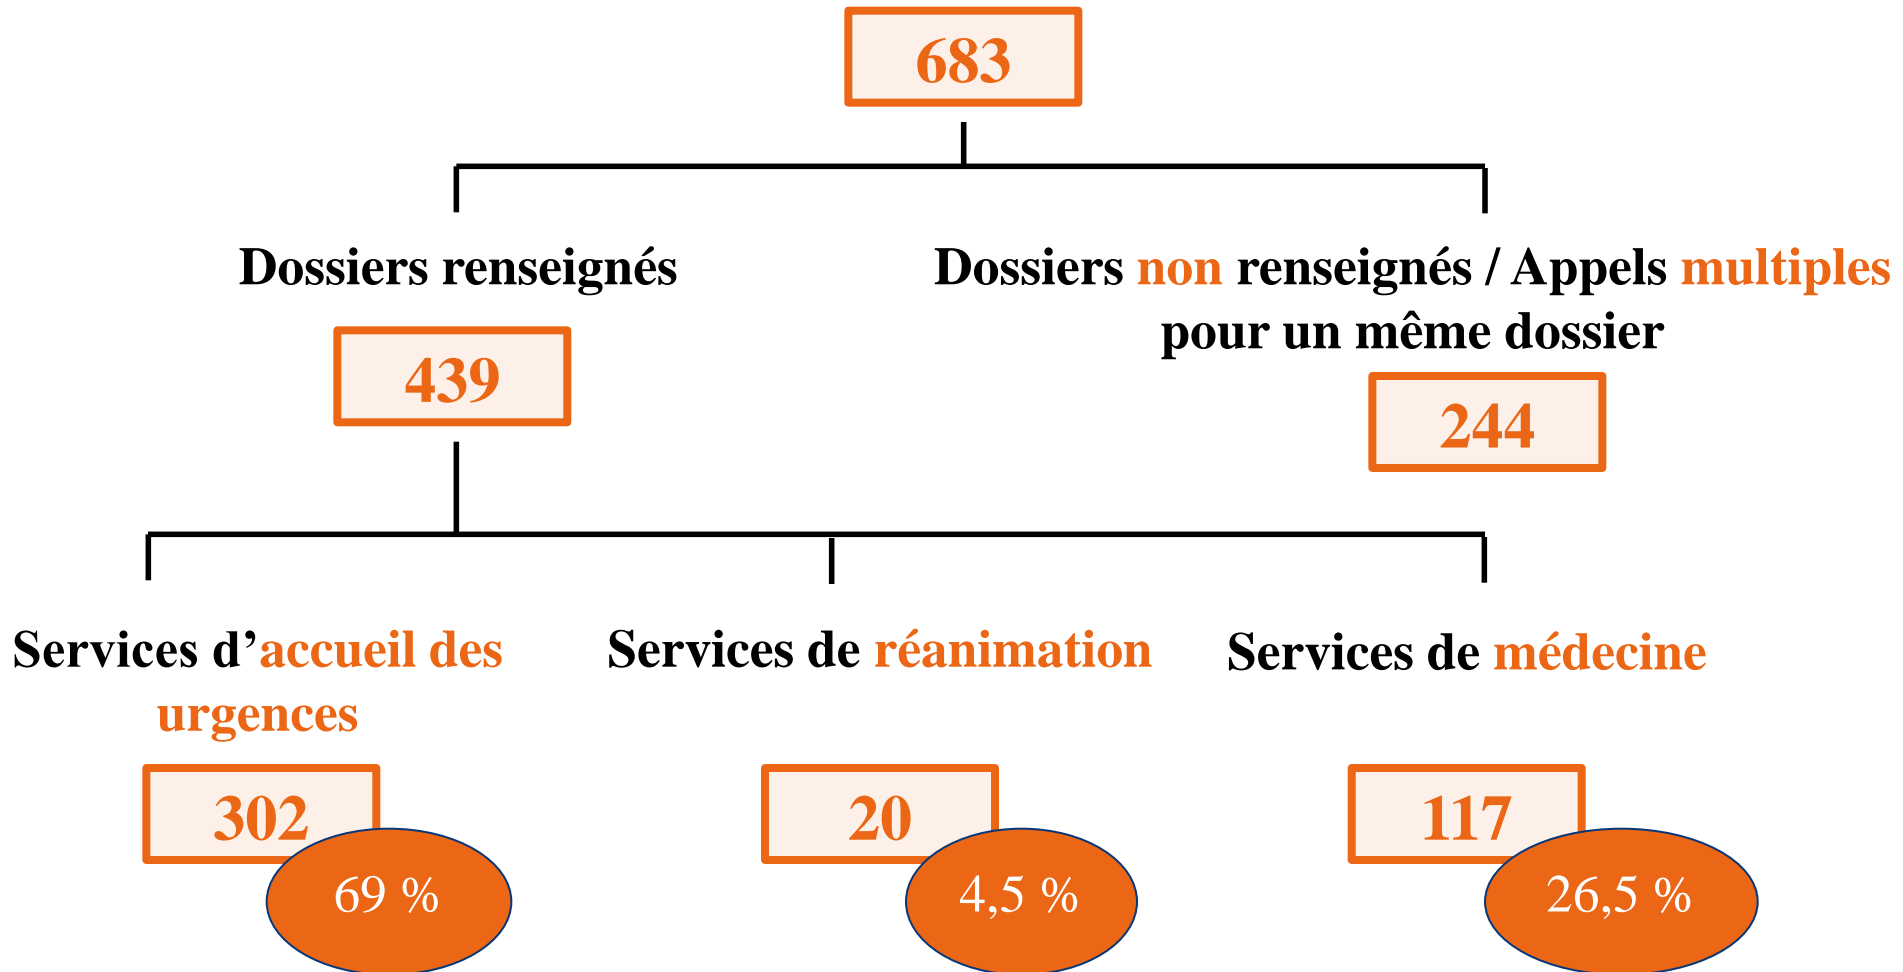 683
Dossiers renseignés
439
Dossiers non renseignés / Appels multiples
pour un même dossier
244
Services d’accueil des
urgences
302
69 %
Services de réanimation
20
4,5 %
Services de médecine
117
26,5 %